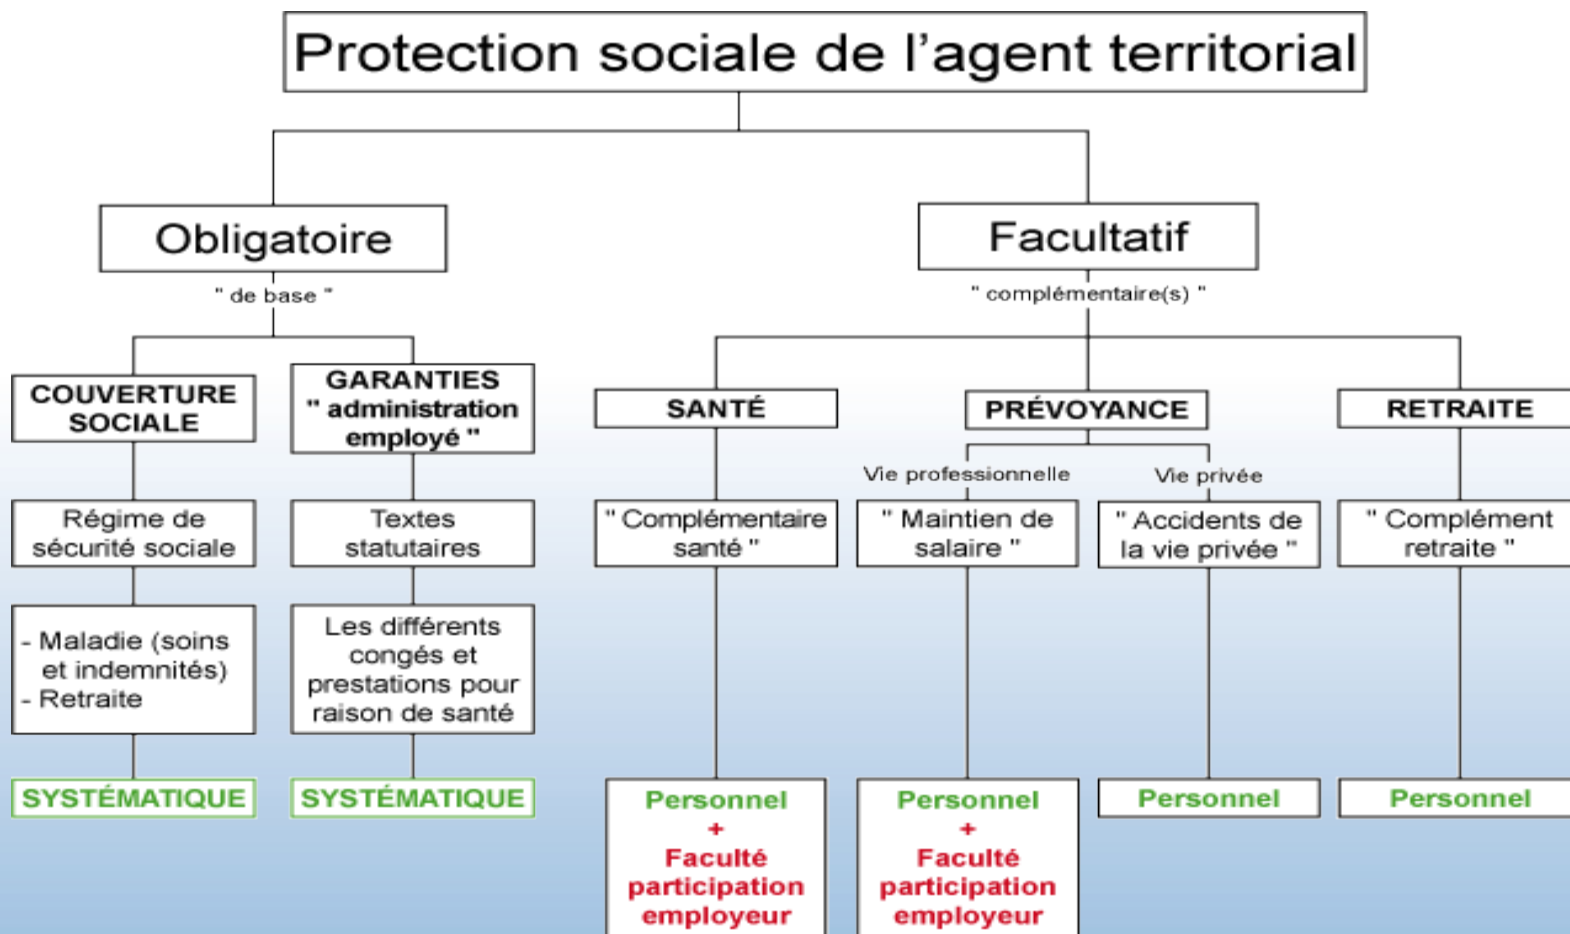 Protection sociale de l’agent territorial
Obligatoire
Facultatif
" de base "
" complémentaire(s) "
COUVERTURE
SOCIALE
GARANTIES
" administration
employé "
SANTÉ
PRÉVOYANCE
RETRAITE
Vie professionnelle
Vie privée
Régime de
sécurité sociale
Textes
statutaires
" Complémentaire
santé "
" Maintien de
salaire "
" Accidents de
la vie privée "
" Complément
retraite "
- Maladie (soins
et indemnités)
- Retraite
Les différents
congés et
prestations pour
raison de santé
SYSTÉMATIQUE
SYSTÉMATIQUE
Personnel
+
Faculté
participation
employeur
Personnel
+
Faculté
participation
employeur
Personnel
Personnel